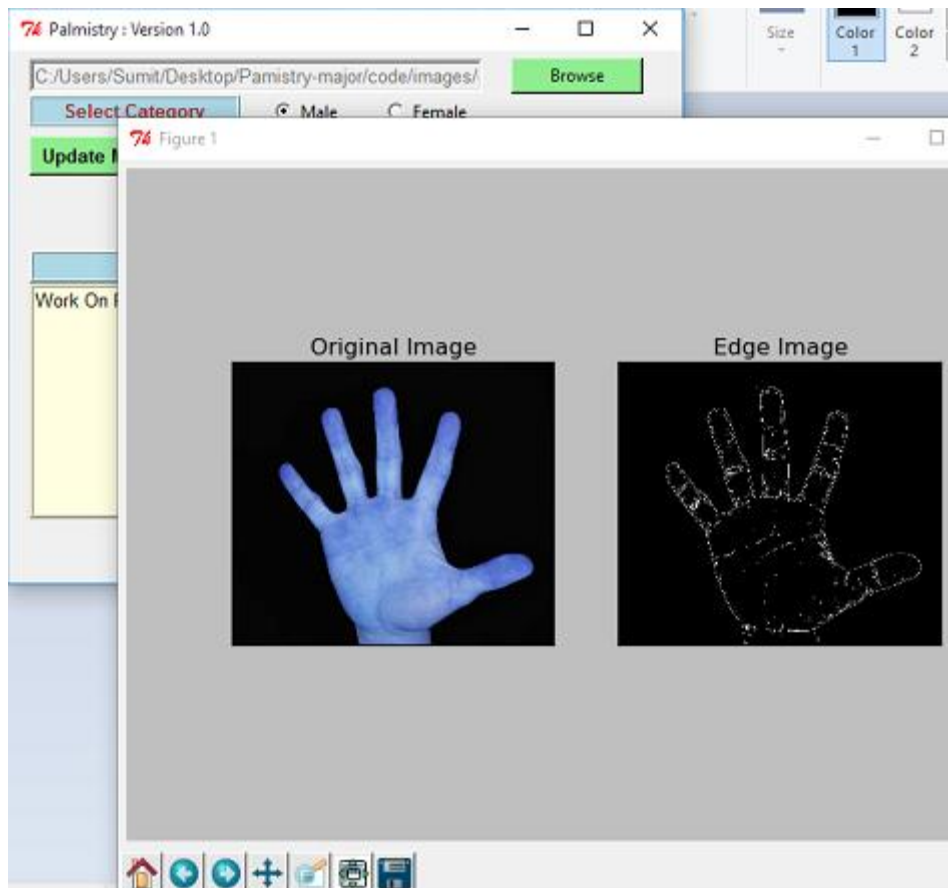 Palmistry : Version 1.0
C:/Users/Sumit/Desktop/Pamistry-major/code/images/
Browse
Select Category
Male
Female
Size
Color
1
Color
2
Figure 1
Update
Work On
Original Image
Edge Image